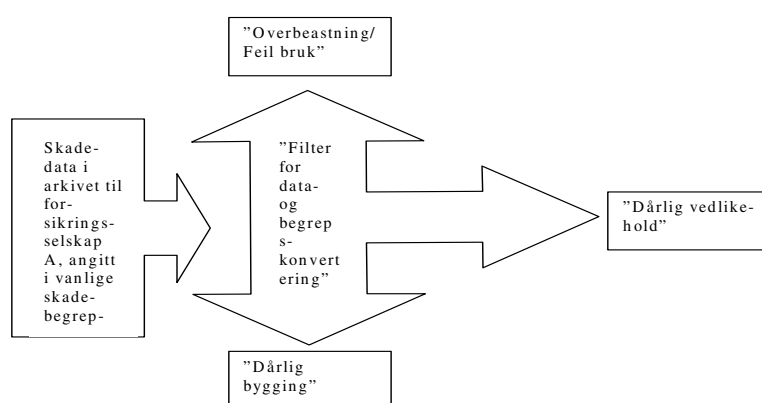 ”Overbeastning/
Feil bruk”
Skade-
data i
arkivet til
for-
sikrings-
selskap
A, angitt
i vanlige
skade-
begrep-
”Filter
for
data-
og
begrep
s-
konvert
ering”
”Dårlig vedlike-
hold”
”Dårlig
bygging”